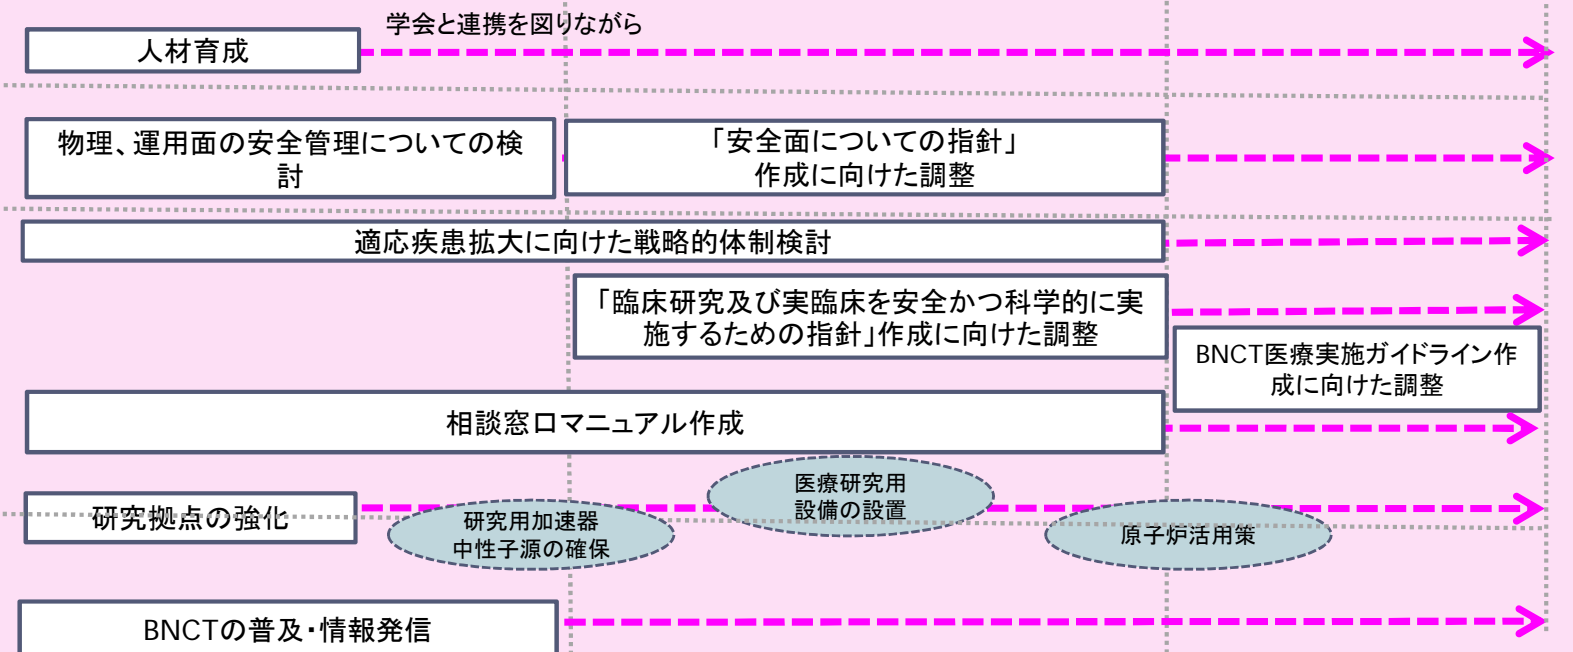 学会と連携を図りながら
人材育成
物理、運用面の安全管理についての検
討
「安全面についての指針」
作成に向けた調整
適応疾患拡大に向けた戦略的体制検討
「臨床研究及び実臨床を安全かつ科学的に実
施するための指針」作成に向けた調整
BNCT医療実施ガイドライン作
成に向けた調整
相談窓口マニュアル作成
研究拠点の強化
研究用加速器
中性子源の確保
医療研究用
設備の設置
原子炉活用策
BNCTの普及・情報発信